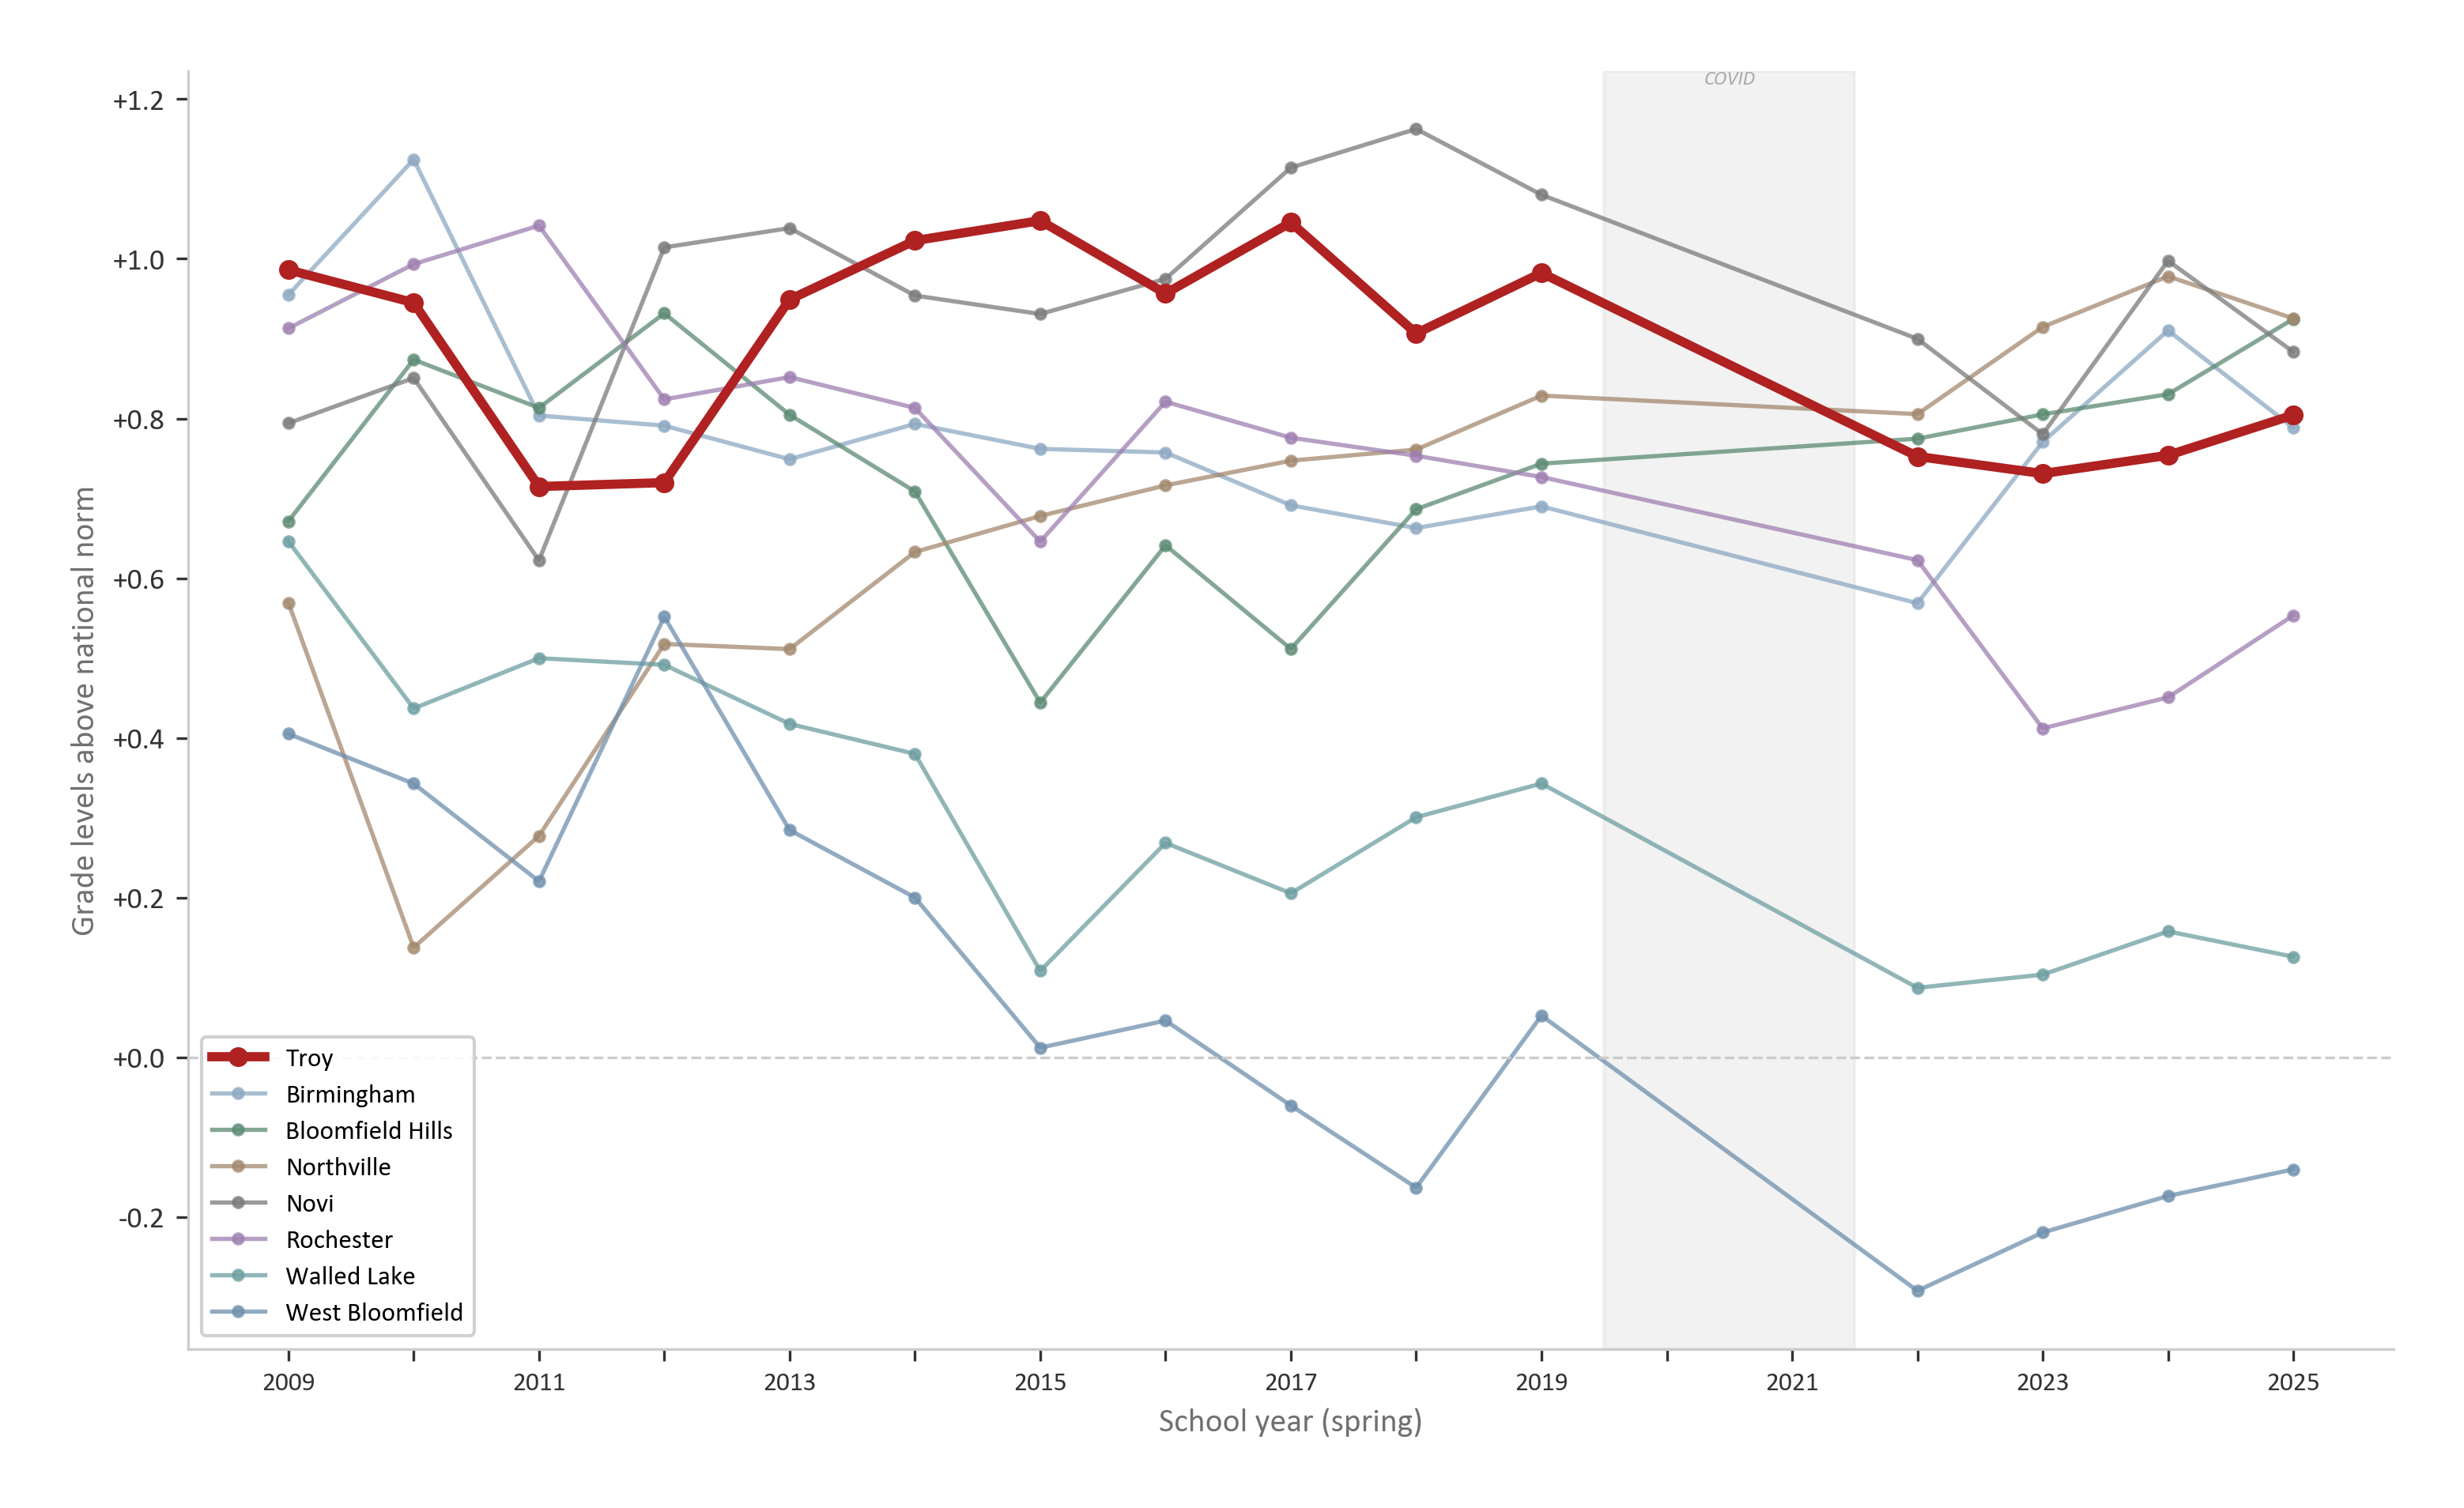 COVID
+1.2
+1.0
+0.8
+0.6
+0.4
+0.2
+0.0
-0.2
Grade levels above national norm
Troy
Birmingham
Bloomfield Hills
Northville
Novi
Rochester
Walled Lake
West Bloomfield
2009 2011 2013 2015 2017 2019 2021 2023 2025
School year (spring)